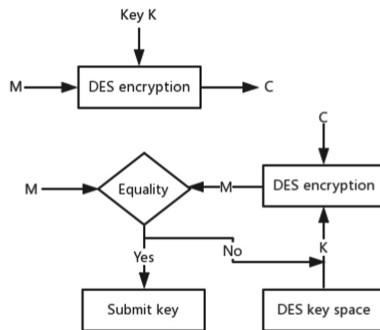 Key K
M
DES encryption
C
C
M
Equality
M
DES encryption
Yes
No
K
Submit key
DES key space